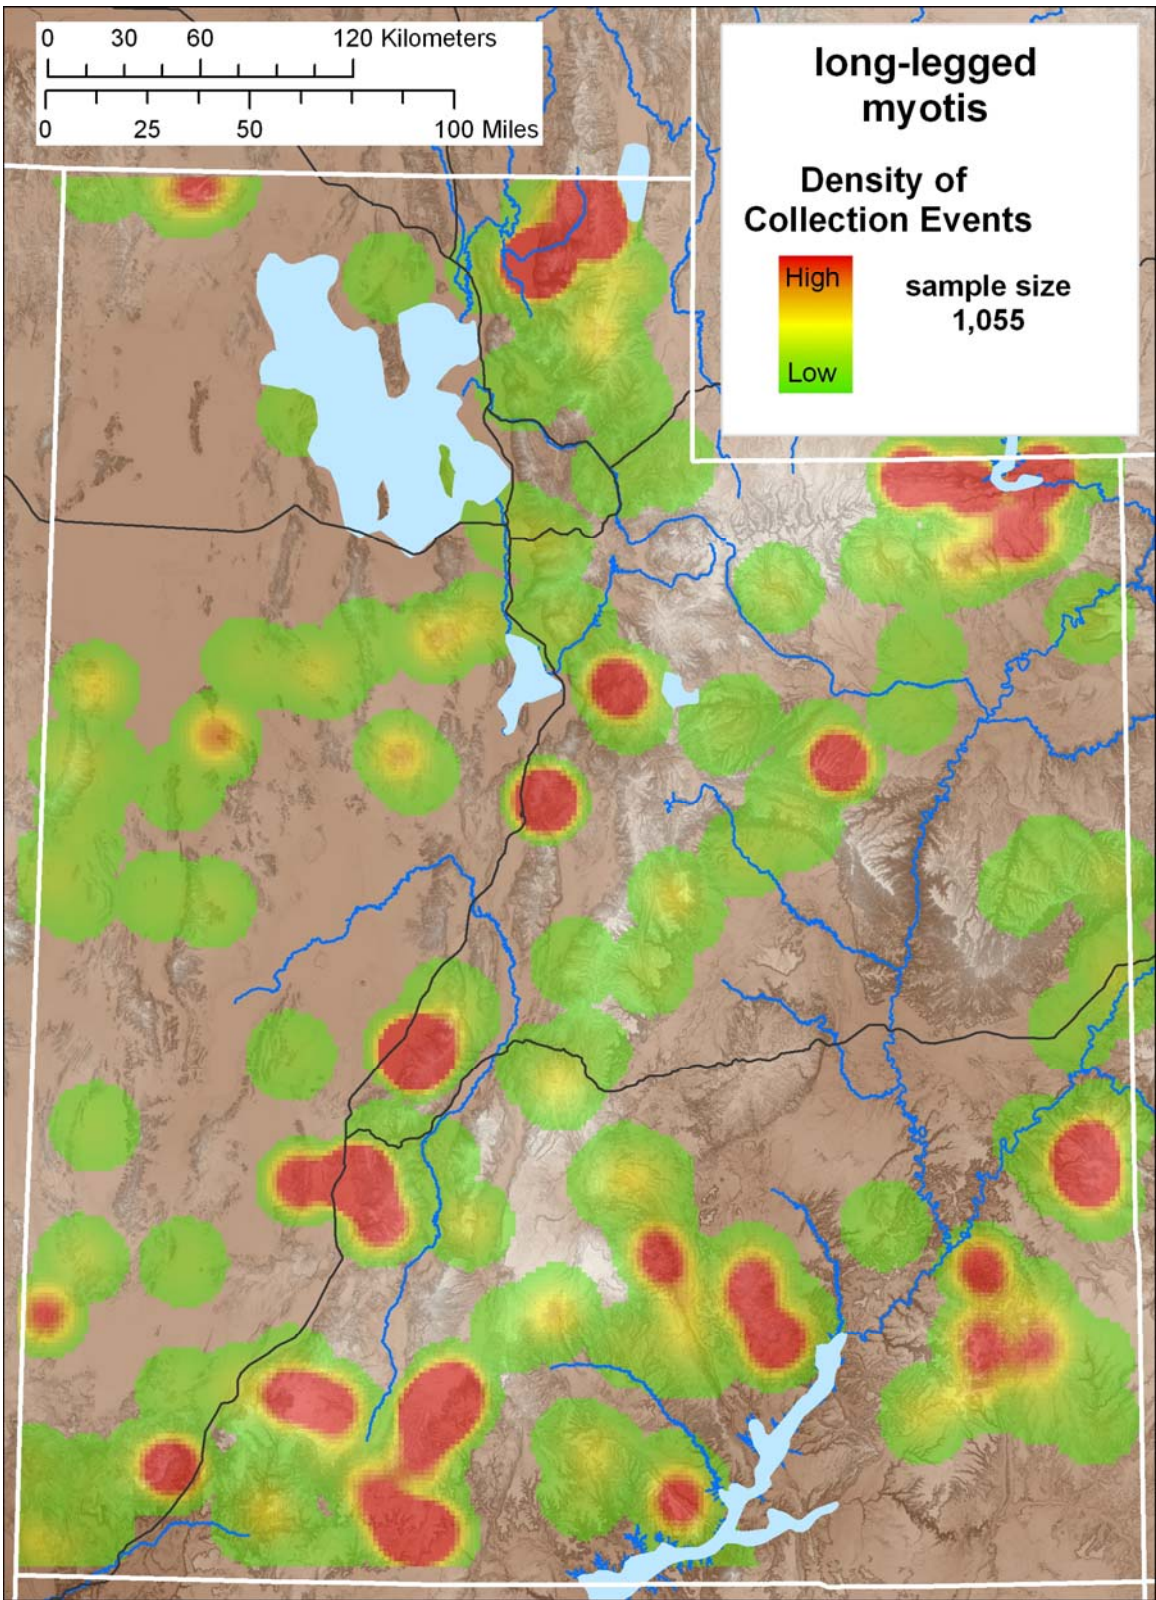 0 30 60 120 Kilometers
0 25 50 100 Miles
long-legged
myotis
Density of
Collection Events
High
Low
sample size
1,055